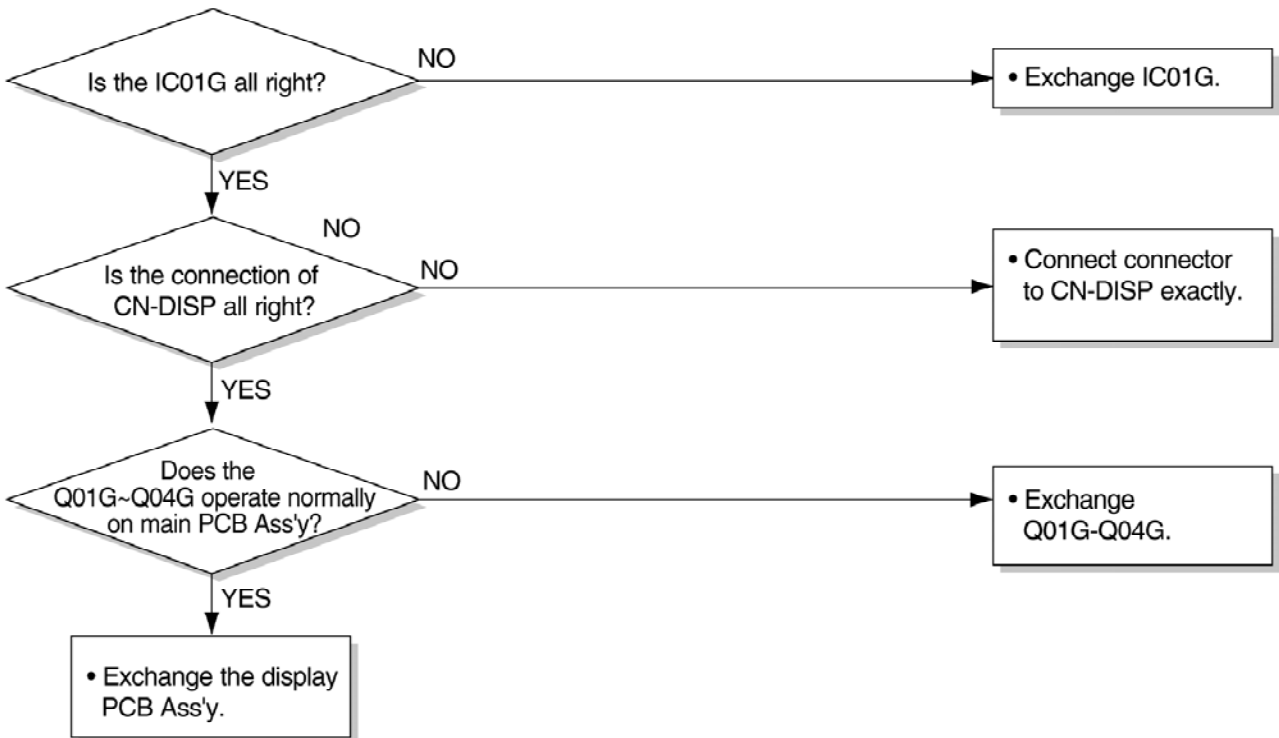 Is the IC01G all right?
NO
• Exchange IC01G.
YES
NO
Is the connection of
CN-DISP all right?
NO
• Connect connector
to CN-DISP exactly.
YES
Does the
Q01G~Q04G operate normally
on main PCB Ass'y?
NO
• Exchange
Q01G-Q04G.
YES
• Exchange the display
PCB Ass'y.